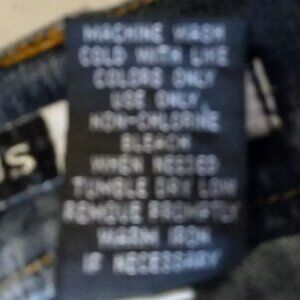 MACHINE WASH
COLD WITH LIKE
COLORS ONLY
USE ONLY
NON-CHLORINE
BLEACH
WHEN NEEDED
TUMBLE DRY LOW
REMOVE PROMPTLY
WARM IRON
IF NECESSARY
US